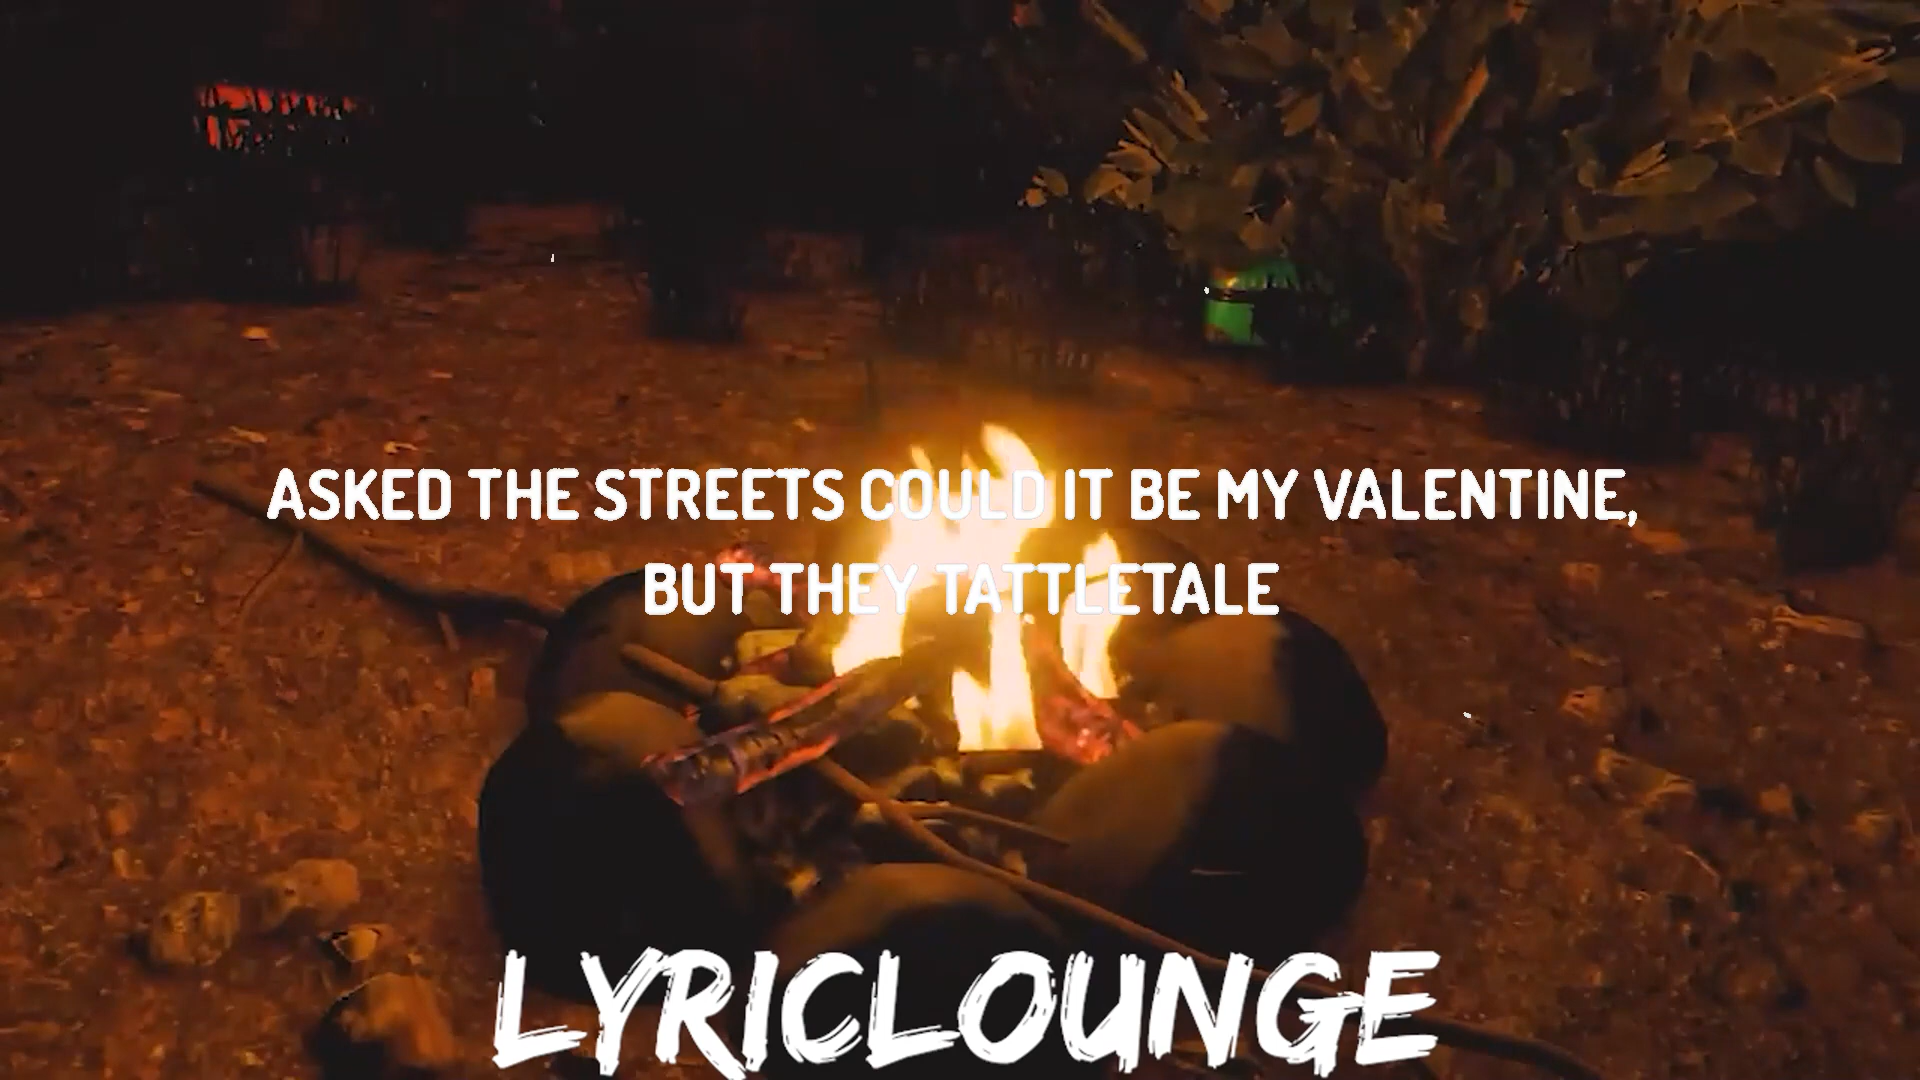 ASKED THE STREETS COULD IT BE MY VALENTINE,
BUT THEY TATTLETALE
LYRICLOUNGE